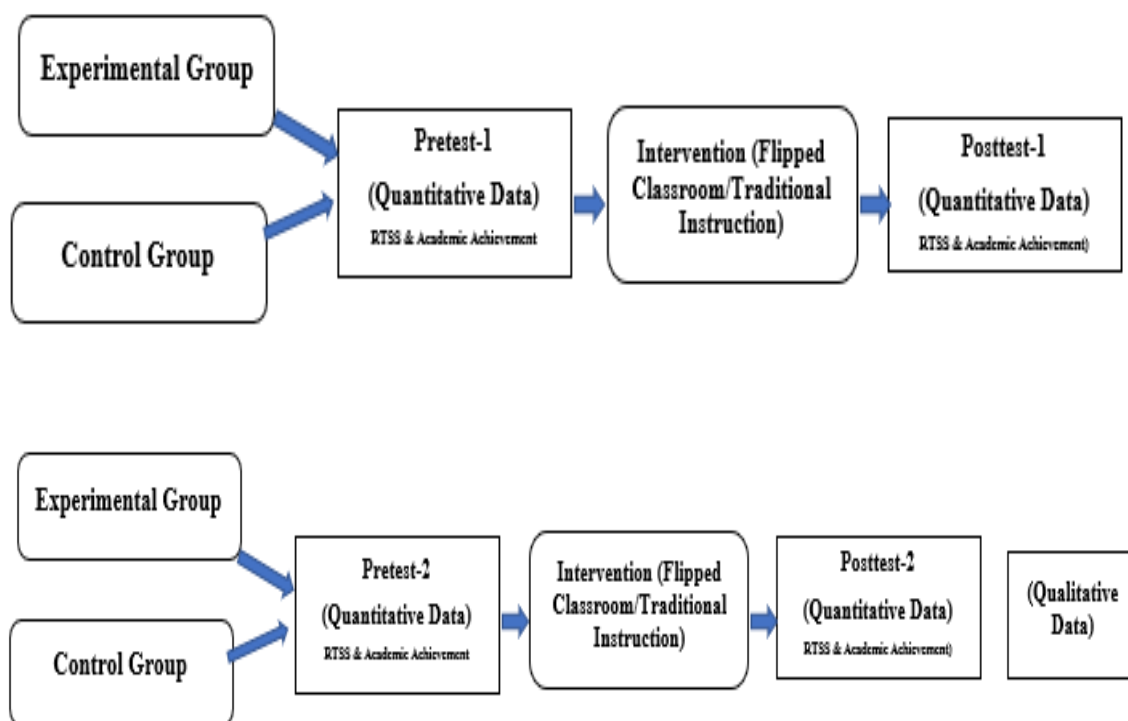 Experimental Group
Control Group
Pretest-1
(Quantitative Data)
RTSS & Academic Achievement
Intervention (Flipped
Classroom/Traditional
Instruction)
Posttest-1
(Quantitative Data)
RTSS & Academic Achievement)
Experimental Group
Control Group
Pretest-2
(Quantitative Data)
RTSS & Academic Achievement
Intervention (Flipped
Classroom/Traditional
Instruction)
Posttest-2
(Quantitative Data)
RTSS & Academic Achievement)
(Qualitative
Data)